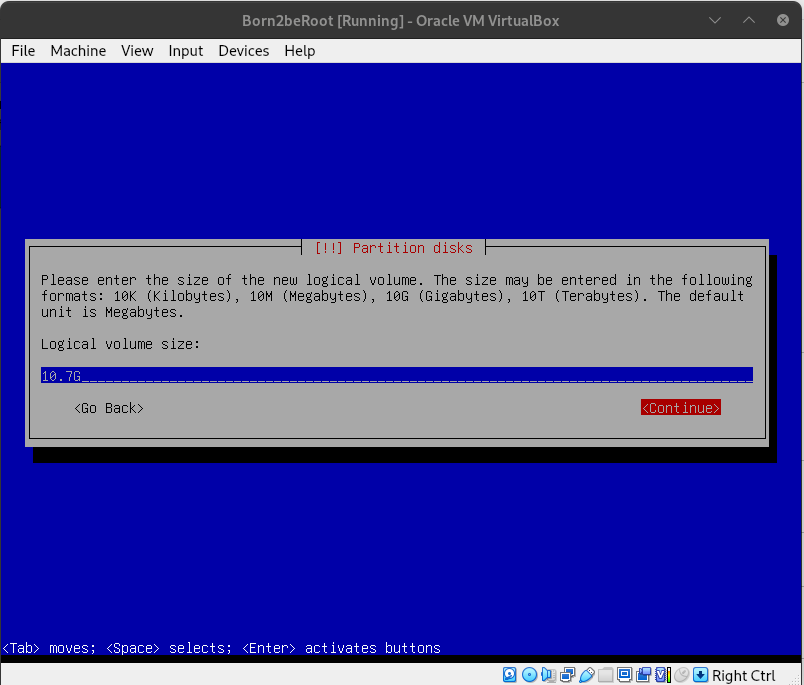 Born2beRoot [Running] - Oracle VM VirtualBox
File Machine View Input Devices Help
[!!] Partition disks
Please enter the size of the new logical volume. The size may be entered in the following
formats: 10K (Kilobytes), 10M (Megabytes), 10G (Gigabytes), 10T (Terabytes). The default
unit is Megabytes.
Logical volume size:
10.7G
<Go Back> <Continue>
<Tab> moves; <Space> selects; <Enter> activates buttons
Right Ctrl